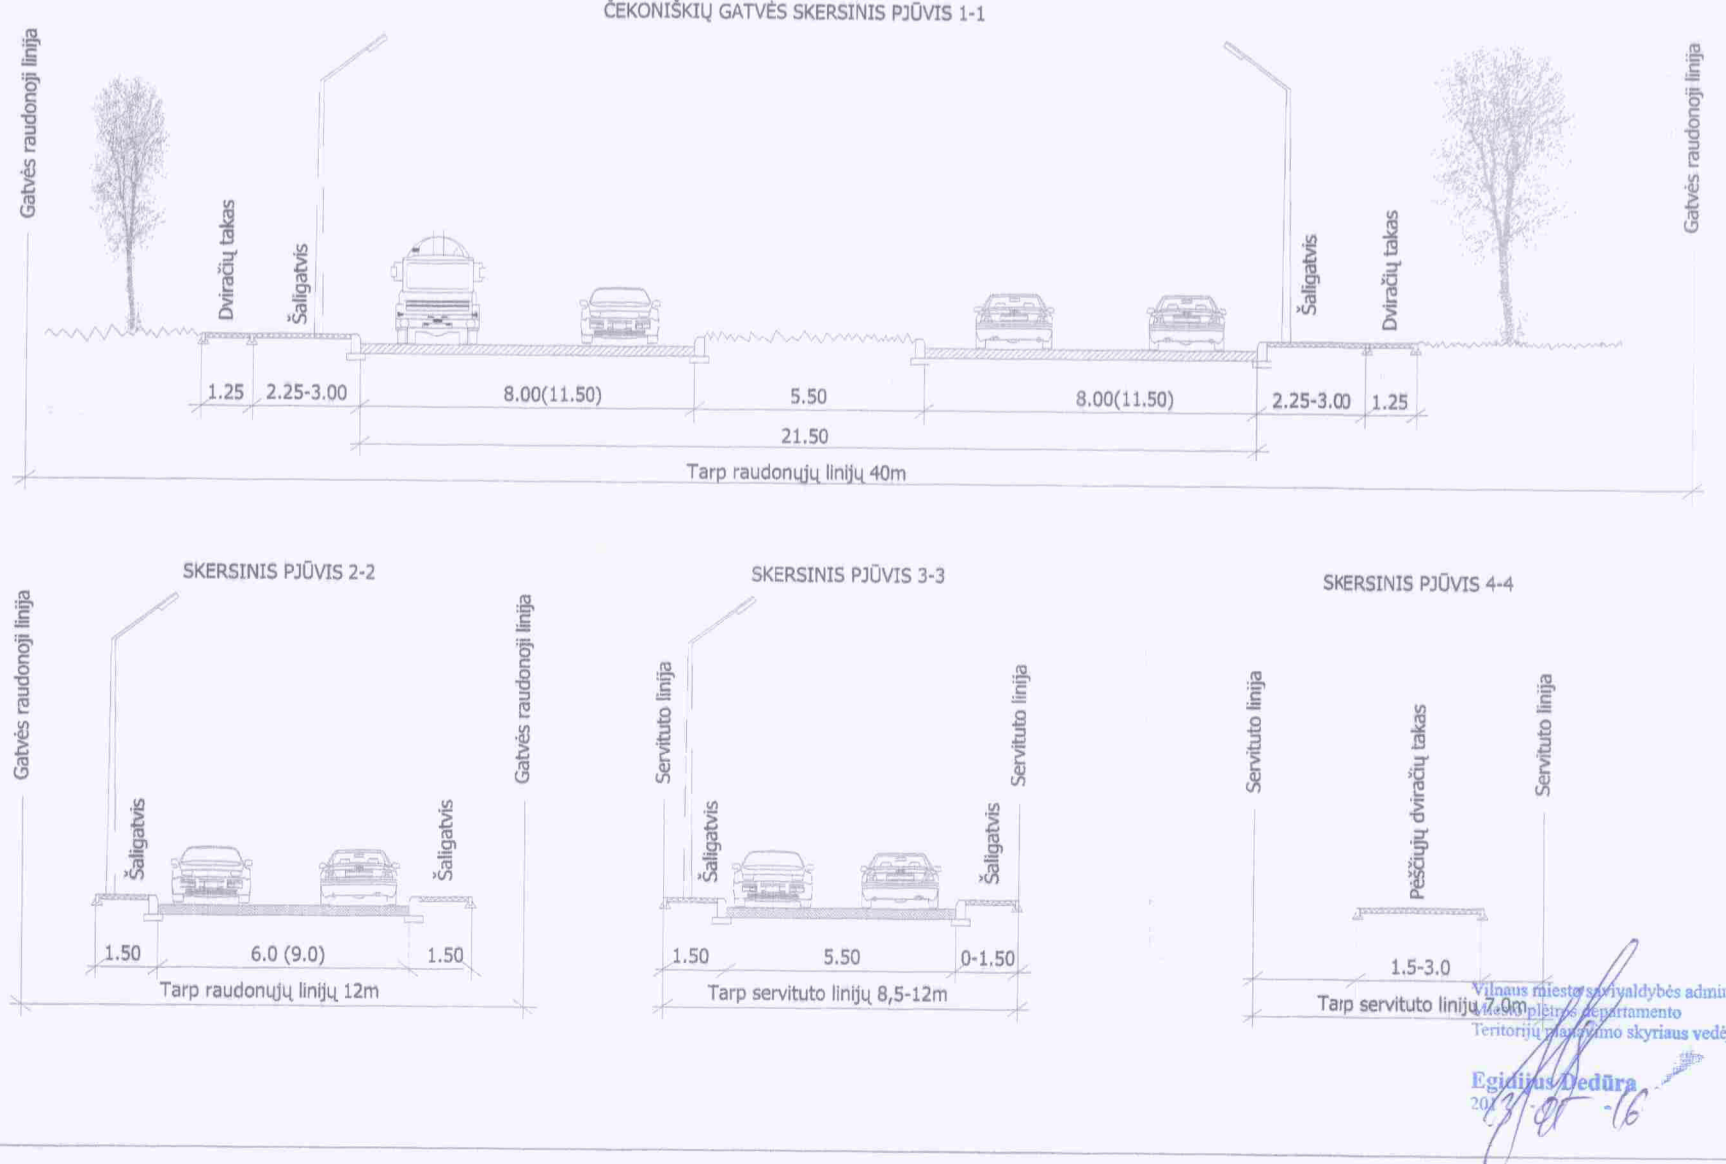 ČEKONIŠKIŲ GATVĖS SKERSINIS PJŪVIS 1-1
Gatvės raudonoji linija
Dviračių takas
Šaligatvis
Šaligatvis
Dviračių takas
Gatvės raudonoji linija
1.25
2.25-3.00
8.00(11.50)
5.50
8.00(11.50)
2.25-3.00
1.25
21.50
Tarp raudonųjų linijų 40m
SKERSINIS PJŪVIS 2-2
Gatvės raudonoji linija
Šaligatvis
Šaligatvis
Gatvės raudonoji linija
1.50
6.0 (9.0)
1.50
Tarp raudonųjų linijų 12m
SKERSINIS PJŪVIS 3-3
Servituto linija
Šaligatvis
Šaligatvis
Servituto linija
1.50
5.50
0-1.50
Tarp servituto linijų 8,5-12m
SKERSINIS PJŪVIS 4-4
Servituto linija
Pėsčiųjų dviračių takas
Servituto linija
1.5-3.0
Tarp servituto linijų 7.0m
Vilnaus miesto savivaldybės admi
Miesto plėtros departamento
Teritorijų planavimo skyriaus vedė
Egidijus Dedūra